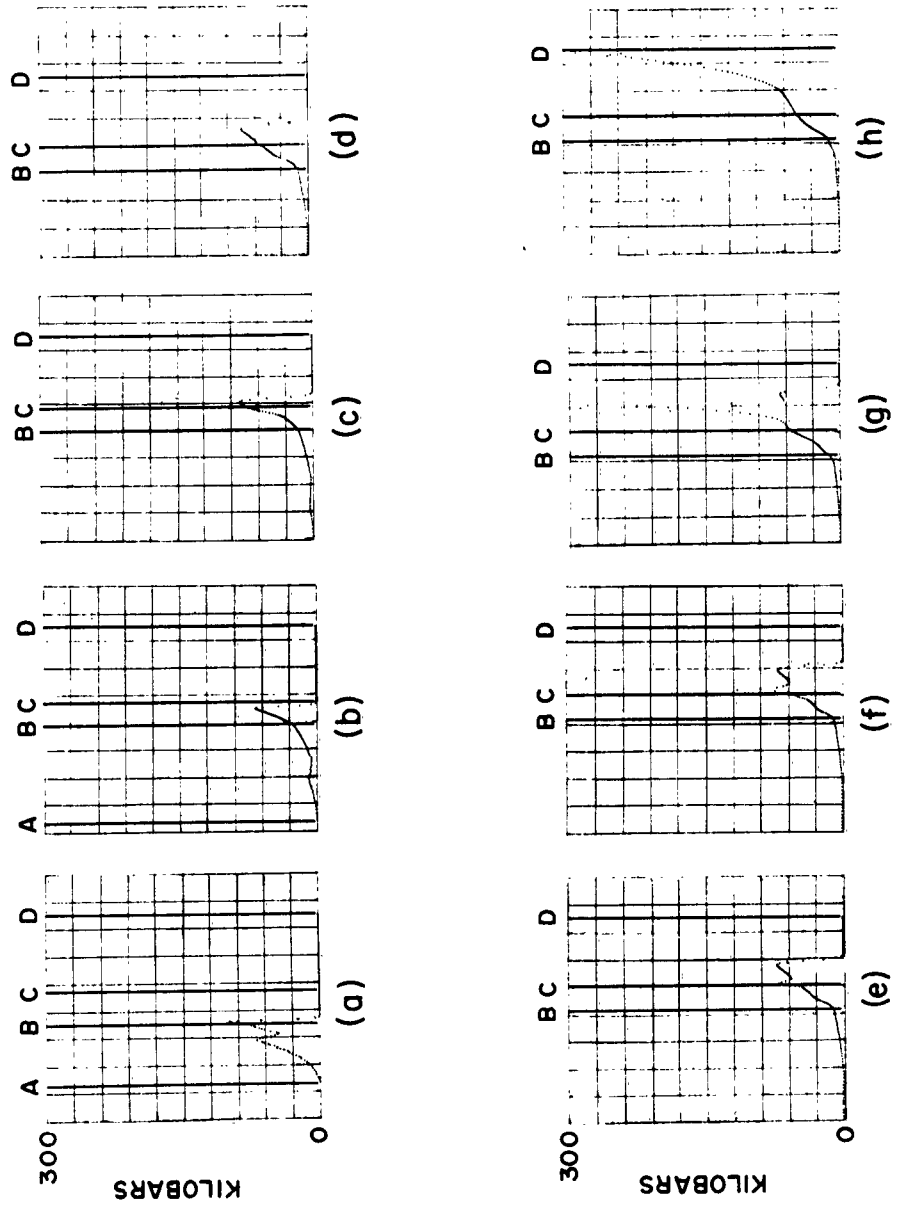 KILOBARS
300
0
A
B
C
D
(a)
A
B C
D
(b)
B C
D
(c)
B C
D
(d)
KILOBARS
300
0
B C
D
(e)
B C
D
(f)
B C
D
(g)
B C
D
(h)